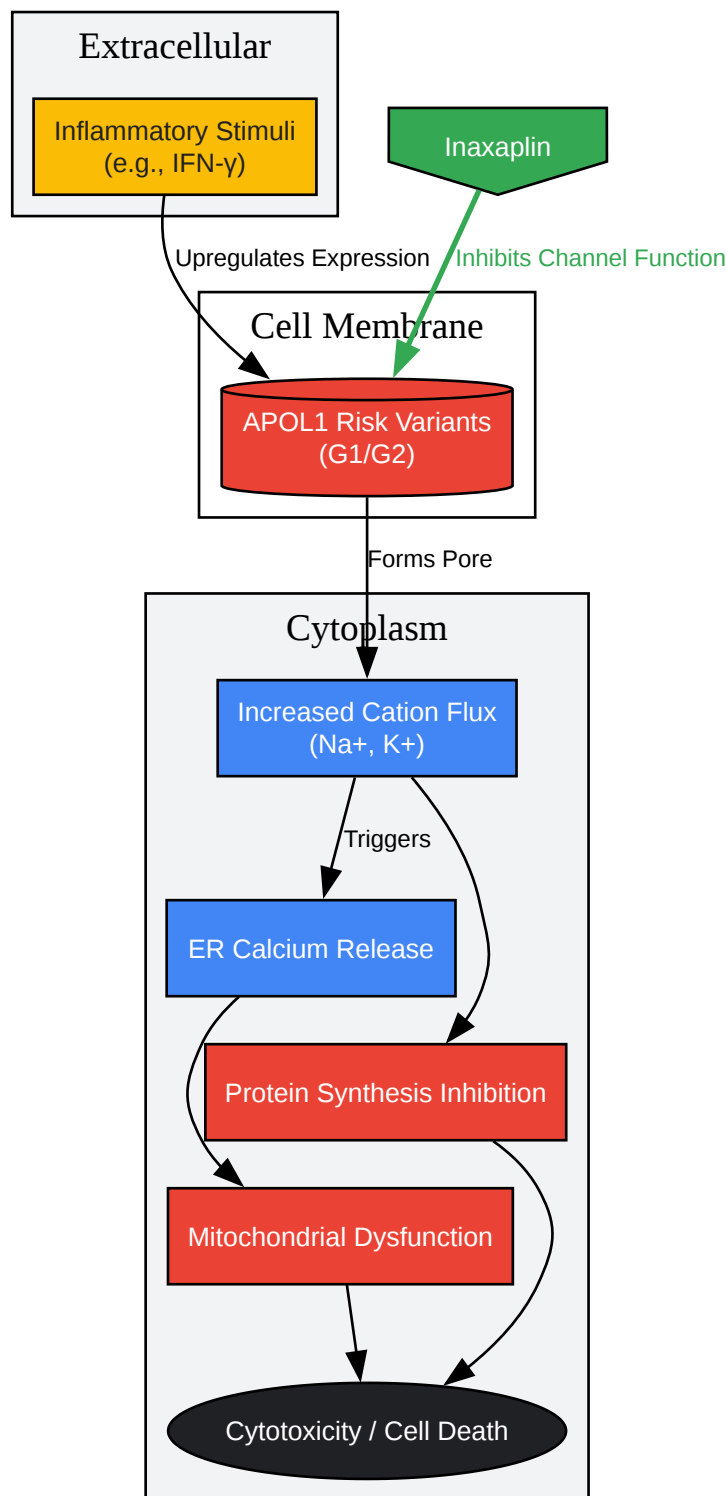 Extracellular
Inflammatory Stimuli
(e.g., IFN-γ)
Inaxaplin
Upregulates Expression
Inhibits Channel Function
Cell Membrane
APOL1 Risk Variants
(G1/G2)
Forms Pore
Cytoplasm
Increased Cation Flux
(Na+, K+)
Triggers
ER Calcium Release
Protein Synthesis Inhibition
Mitochondrial Dysfunction
Cytotoxicity / Cell Death